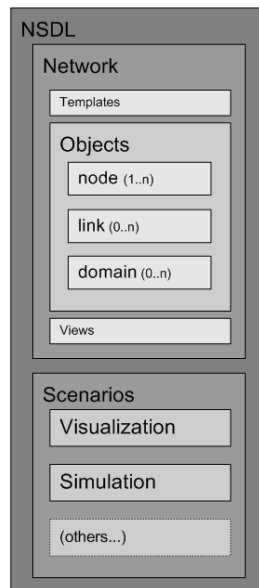 NSDL
Network
Templates
Objects
node (1..n)
link (0..n)
domain (0..n)
Views
Scenarios
Visualization
Simulation
(others...)